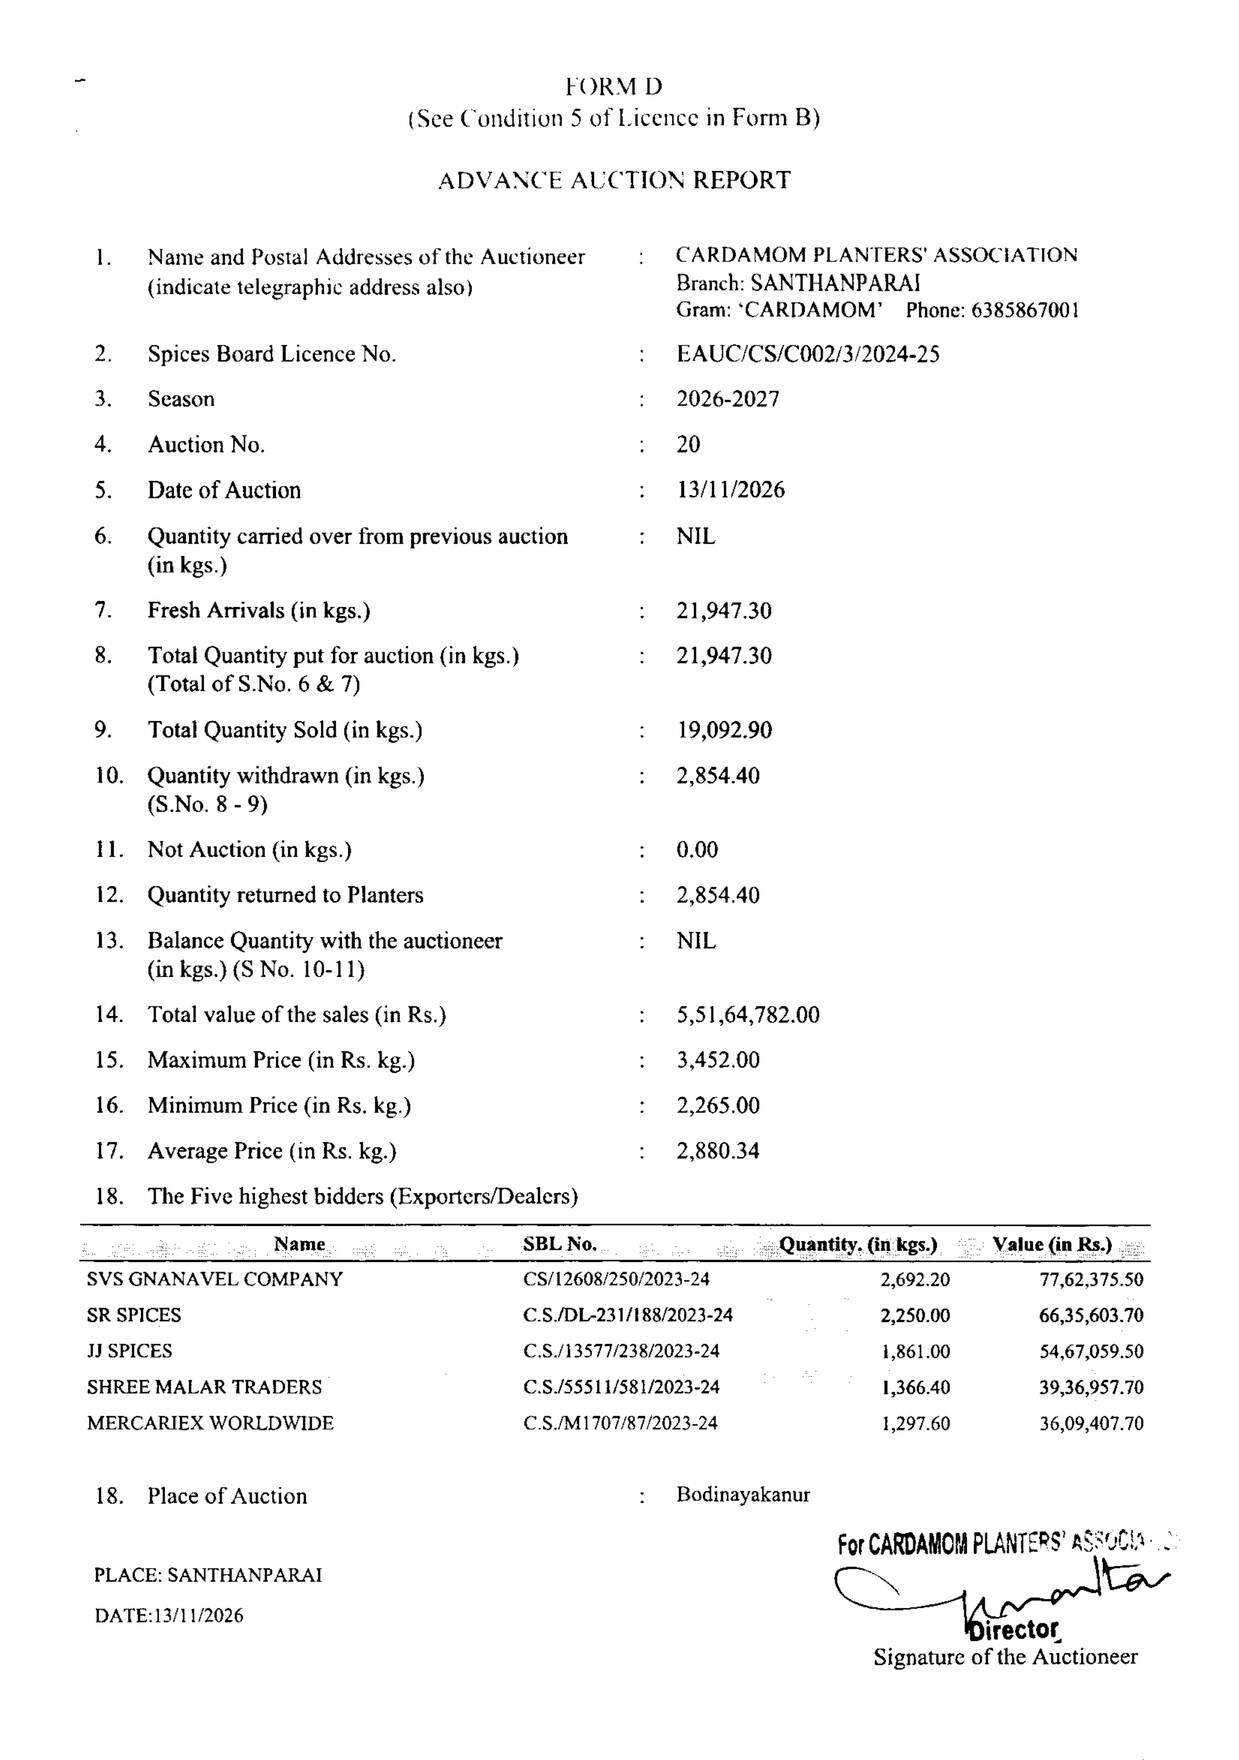 FORM D
(See Condition 5 of Licence in Form B)
ADVANCE AUCTION REPORT
1. Name and Postal Addresses of the Auctioneer : CARDAMOM PLANTERS' ASSOCIATION
(indicate telegraphic address also) Branch: SANTHANPARAI
Gram: ‘CARDAMOM’ Phone: 6385867001
2. Spices Board Licence No. : EAUC/CS/C002/3/2024-25
3. Season : 2026-2027
4. Auction No. : 20
5. Date of Auction : 13/11/2026
6. Quantity carried over from previous auction : NIL
(in kgs.)
7. Fresh Arrivals (in kgs.) : 21,947.30
8. Total Quantity put for auction (in kgs.) : 21,947.30
(Total of S.No. 6 & 7)
9. Total Quantity Sold (in kgs.) : 19,092.90
10. Quantity withdrawn (in kgs.) : 2,854.40
(S.No. 8 - 9)
11. Not Auction (in kgs.) : 0.00
12. Quantity returned to Planters : 2,854.40
13. Balance Quantity with the auctioneer : NIL
(in kgs.) (S No. 10-11)
14. Total value of the sales (in Rs.) : 5,51,64,782.00
15. Maximum Price (in Rs. kg.) : 3,452.00
16. Minimum Price (in Rs. kg.) : 2,265.00
17. Average Price (in Rs. kg.) : 2,880.34
18. The Five highest bidders (Exporters/Dealers)
Name SBL No. Quantity. (in kgs.) Value (in Rs.)
SVS GNANAVEL COMPANY CS/12608/250/2023-24 2,692.20 77,62,375.50
SR SPICES C.S./DL-231/188/2023-24 2,250.00 66,35,603.70
JJ SPICES C.S./13577/238/2023-24 1,861.00 54,67,059.50
SHREE MALAR TRADERS C.S./55511/581/2023-24 1,366.40 39,36,957.70
MERCARIEX WORLDWIDE C.S./M1707/87/2023-24 1,297.60 36,09,407.70
18. Place of Auction : Bodinayakanur
For CARDAMOM PLANTERS'
PLACE: SANTHANPARAI
DATE:13/11/2026
Director
Signature of the Auctioneer